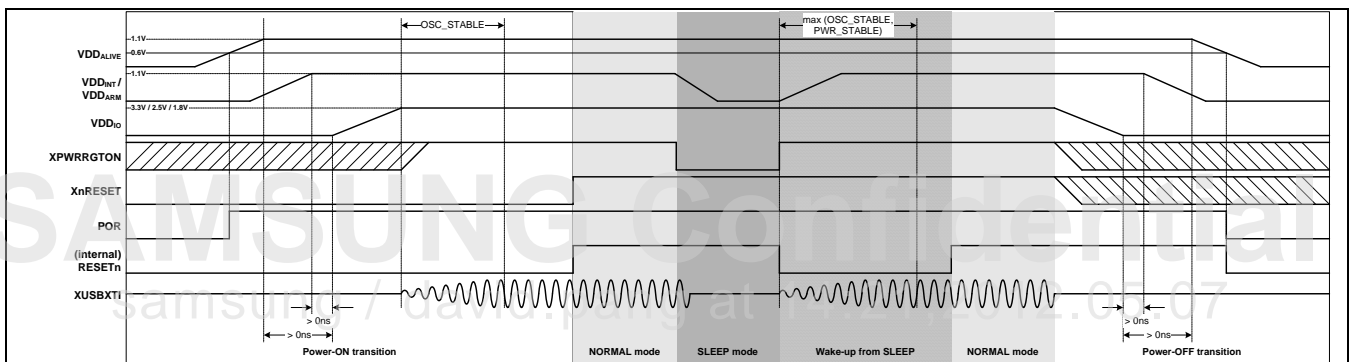 OSC_STABLE
max (OSC_STABLE,
PWR_STABLE)
1.1V
VDDALIVE
0.6V
1.1V
VDDINT /
VDDARM
3.3V / 2.5V / 1.8V
VDDIO
XPWRRGTON
SAMSUNG Confidential
XnRESET
POR
(internal)
RESETn
XUSBXTi
samsung / david.pang at 14:21,2012.05.07
> 0ns
> 0ns
> 0ns
> 0ns
Power-ON transition
NORMAL mode
SLEEP mode
Wake-up from SLEEP
NORMAL mode
Power-OFF transition